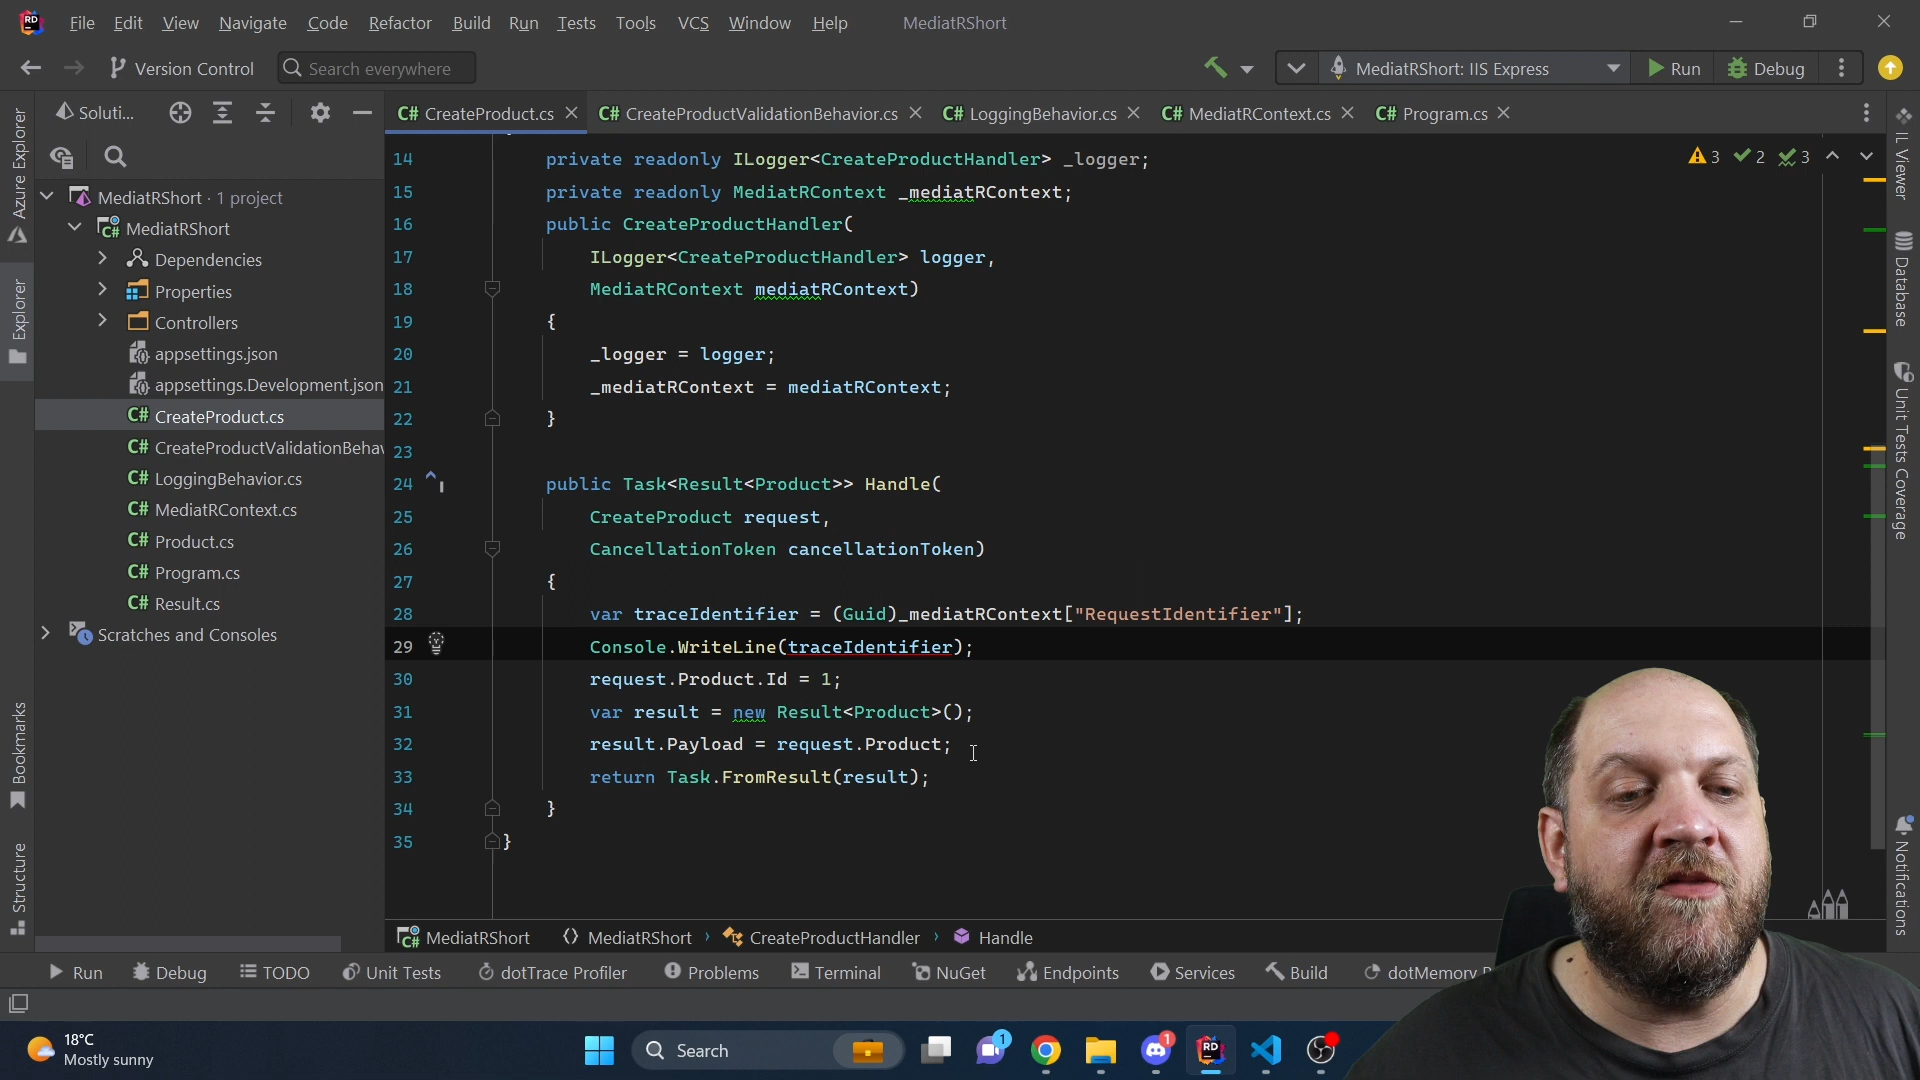 File Edit View Navigate Code Refactor Build Run Tests Tools VCS Window Help MediatRShort
Version Control Search everywhere MediatRShort: IIS Express Run Debug
Soluti... CreateProduct.cs CreateProductValidationBehavior.cs LoggingBehavior.cs MediatRContext.cs Program.cs
Azure Explorer
Explorer
Bookmarks
Structure
MediatRShort · 1 project
MediatRShort
Dependencies
Properties
Controllers
appsettings.json
appsettings.Development.json
C# CreateProduct.cs
C# CreateProductValidationBehav
C# LoggingBehavior.cs
C# MediatRContext.cs
C# Product.cs
C# Program.cs
C# Result.cs
Scratches and Consoles
3 2 3
14 private readonly ILogger<CreateProductHandler> _logger;
15 private readonly MediatRContext _mediatRContext;
16 public CreateProductHandler(
17 ILogger<CreateProductHandler> logger,
18 MediatRContext mediatRContext)
19 {
20 _logger = logger;
21 _mediatRContext = mediatRContext;
22 }
23
24 public Task<Result<Product>> Handle(
25 CreateProduct request,
26 CancellationToken cancellationToken)
27 {
28 var traceIdentifier = (Guid)_mediatRContext["RequestIdentifier"];
29 Console.WriteLine(traceIdentifier);
30 request.Product.Id = 1;
31 var result = new Result<Product>();
32 result.Payload = request.Product;
33 return Task.FromResult(result);
34 }
35 }
IL Viewer
Database
Unit Tests Coverage
Notifications
MediatRShort MediatRShort › CreateProductHandler › Handle
Run Debug TODO Unit Tests dotTrace Profiler Problems Terminal NuGet Endpoints Services Build dotMemory
18°C
Mostly sunny
Search
1
1
RD